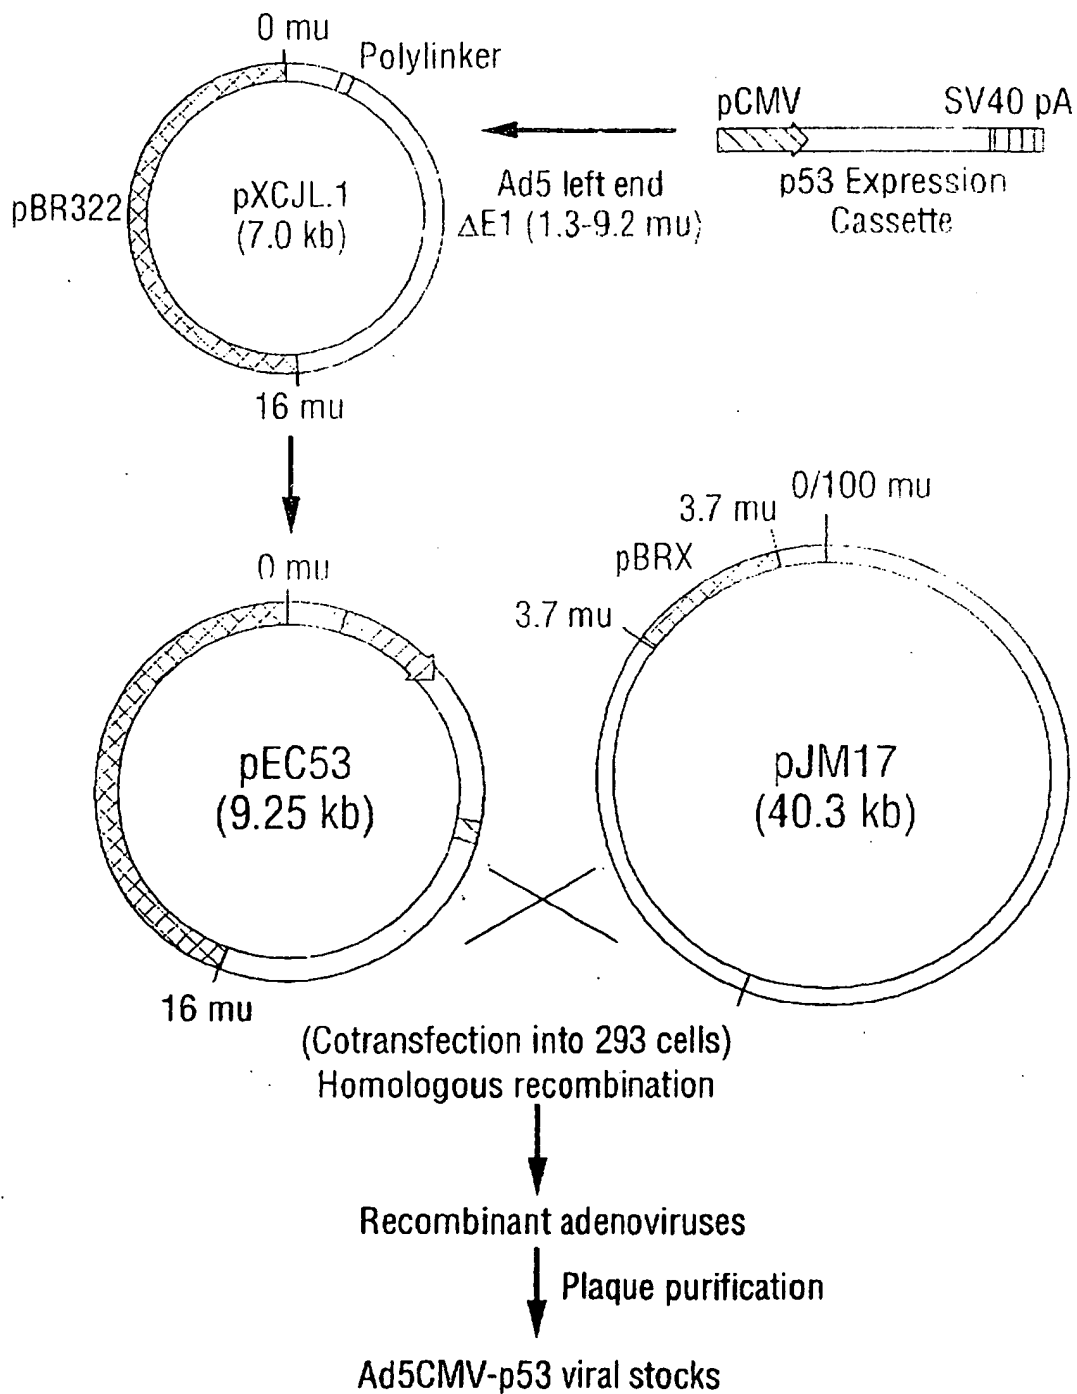 0 mu
Polylinker
pBR322
pXCJL.1
(7.0 kb)
16 mu
Ad5 left end
ΔE1 (1.3-9.2 mu)
pCMV
SV40 pA
p53 Expression
Cassette
0 mu
pEC53
(9.25 kb)
16 mu
0/100 mu
3.7 mu
pBRX
3.7 mu
pJM17
(40.3 kb)
(Cotransfection into 293 cells)
Homologous recombination
Recombinant adenoviruses
Plaque purification
Ad5CMV-p53 viral stocks